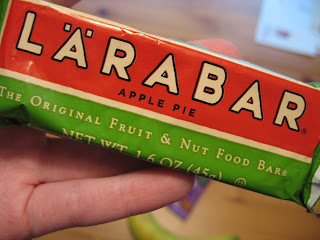 LÄRABAR®
APPLE PIE
THE ORIGINAL FRUIT & NUT FOOD BAR®
NET WT. 1.6 OZ (45g)